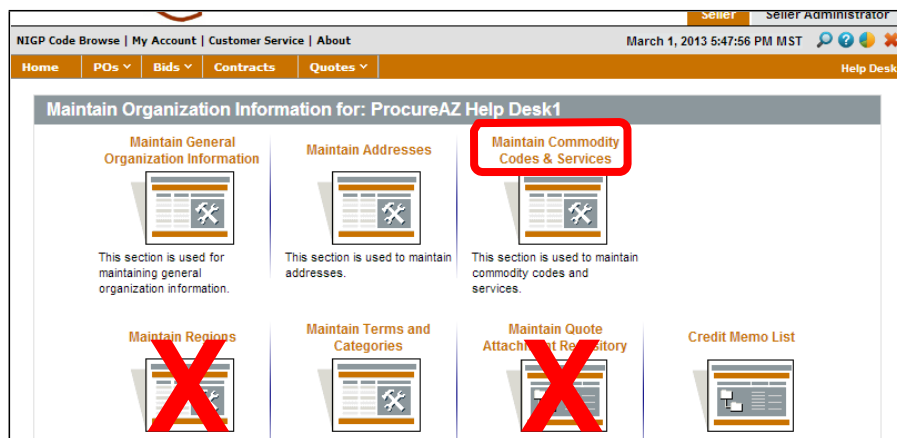 Seller Seller Administrator
NIGP Code Browse | My Account | Customer Service | About March 1, 2013 5:47:56 PM MST
Home POs Bids Contracts Quotes Help Desk
Maintain Organization Information for: ProcureAZ Help Desk1
Maintain General
Organization Information
Maintain Addresses
Maintain Commodity
Codes & Services
This section is used for
maintaining general
organization information.
This section is used to maintain
addresses.
This section is used to maintain
commodity codes and
services.
Maintain Regions
Maintain Terms and
Categories
Maintain Quote
Attachment Repository
Credit Memo List